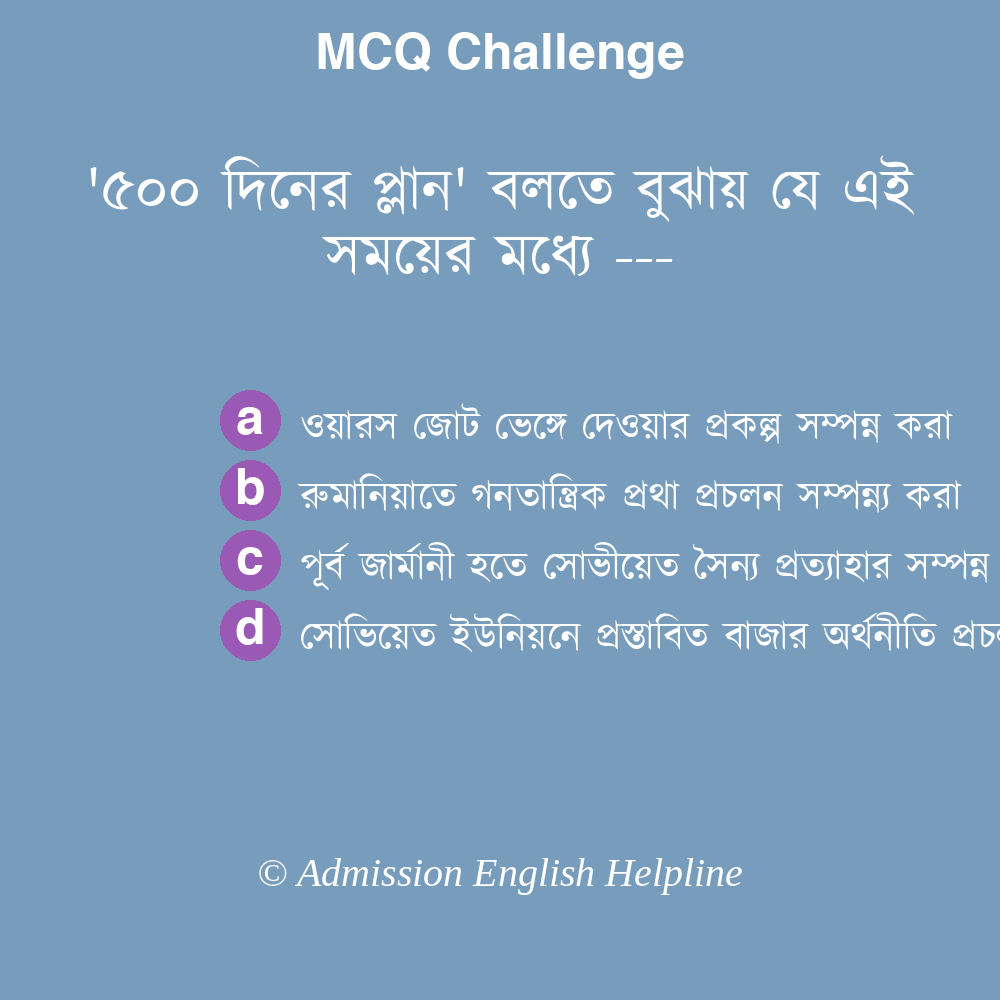 MCQ Challenge
'৫০০ দিনের প্লান' বলতে বুঝায় যে এই
সময়ের মধ্যে ---
a ওয়ারস জোট ভেঙ্গে দেওয়ার প্রকল্প সম্পন্ন করা
b রুমানিয়াতে গনতান্ত্রিক প্রথা প্রচলন সম্পন্ন্য করা
c পূর্ব জার্মানী হতে সোভীয়েত সৈন্য প্রত্যাহার সম্পন্ন
d সোভিয়েত ইউনিয়নে প্রস্তাবিত বাজার অর্থনীতি
© Admission English Helpline